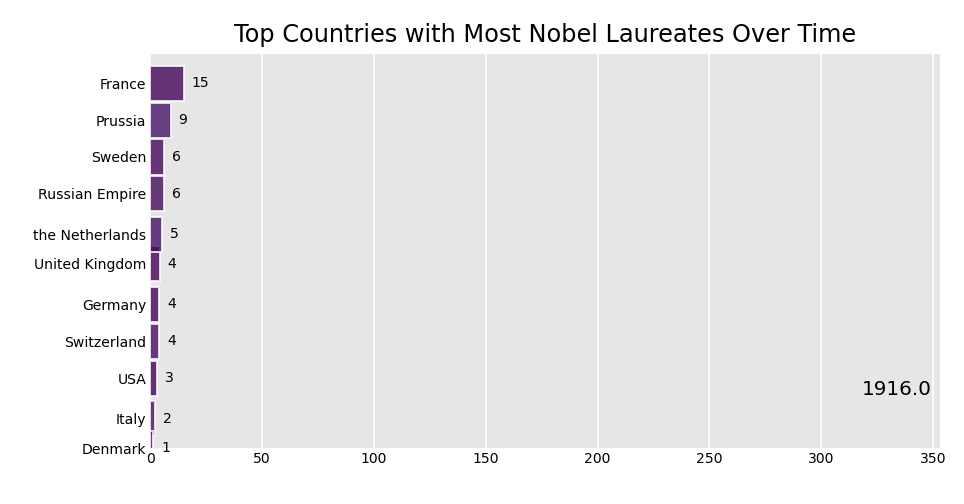 Top Countries with Most Nobel Laureates Over Time
France 15
Prussia 9
Sweden 6
Russian Empire 6
the Netherlands 5
United Kingdom 4
Germany 4
Switzerland 4
USA 3
1916.0
Italy 2
Denmark 1
0 50 100 150 200 250 300 350